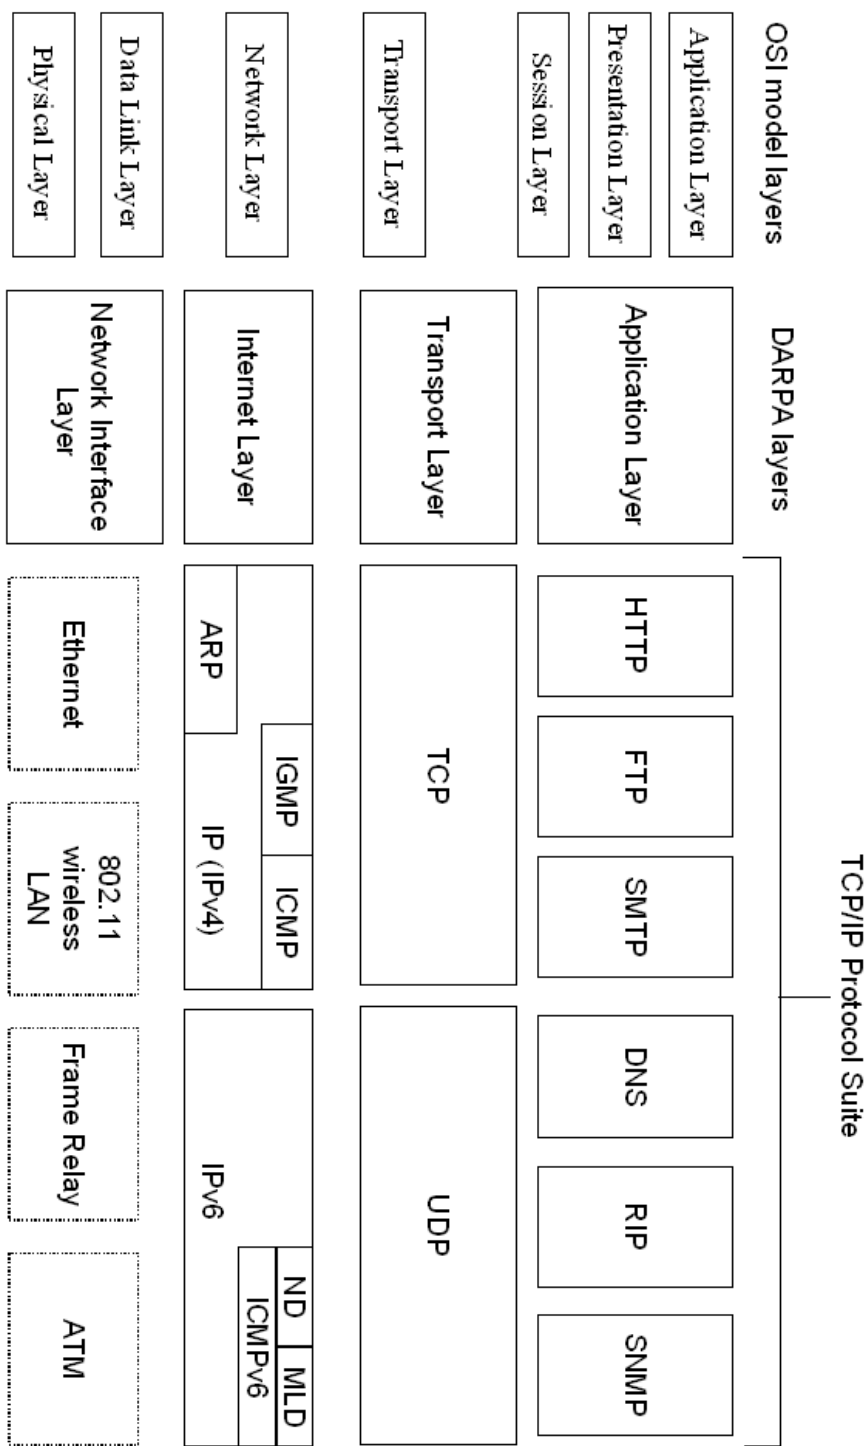 TCP/IP Protocol Suite
OSI model layers
DARPA layers
Application Layer
Presentation Layer
Session Layer
Application Layer
HTTP
FTP
SMTP
DNS
RIP
SNMP
Transport Layer
Transport Layer
TCP
UDP
Network Layer
Internet Layer
IGMP
ICMP
ARP
IP (IPv4)
IPv6
ND
MLD
ICMPv6
Data Link Layer
Physical Layer
Network Interface
Layer
Ethernet
802.11
wireless
LAN
Frame Relay
ATM